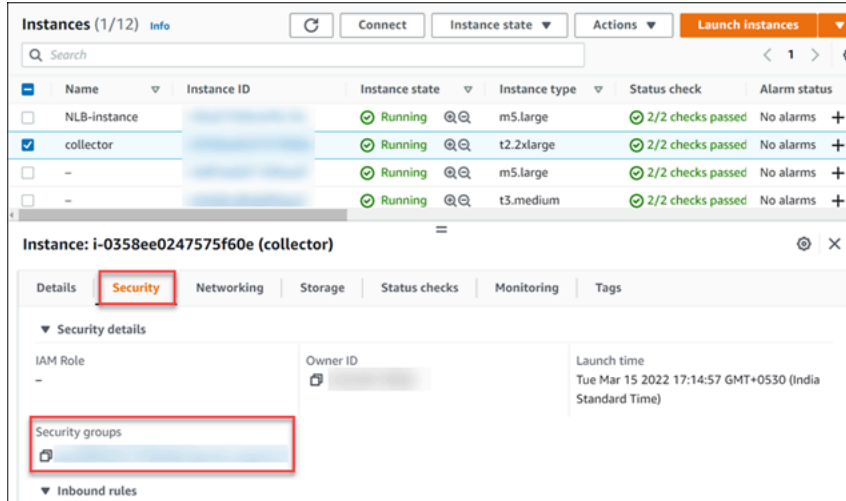 Instances (1/12) Info
Connect
Instance state
Actions
Launch instances
Search
1
Name
Instance ID
Instance state
Instance type
Status check
Alarm status
NLB-instance Running m5.large 2/2 checks passed No alarms +
collector Running t2.2xlarge 2/2 checks passed No alarms +
– Running m5.large 2/2 checks passed No alarms +
– Running t3.medium 2/2 checks passed No alarms +
Instance: i-0358ee0247575f60e (collector)
Details Security Networking Storage Status checks Monitoring Tags
Security details
IAM Role
–
Owner ID
Launch time
Tue Mar 15 2022 17:14:57 GMT+0530 (India
Standard Time)
Security groups
Inbound rules